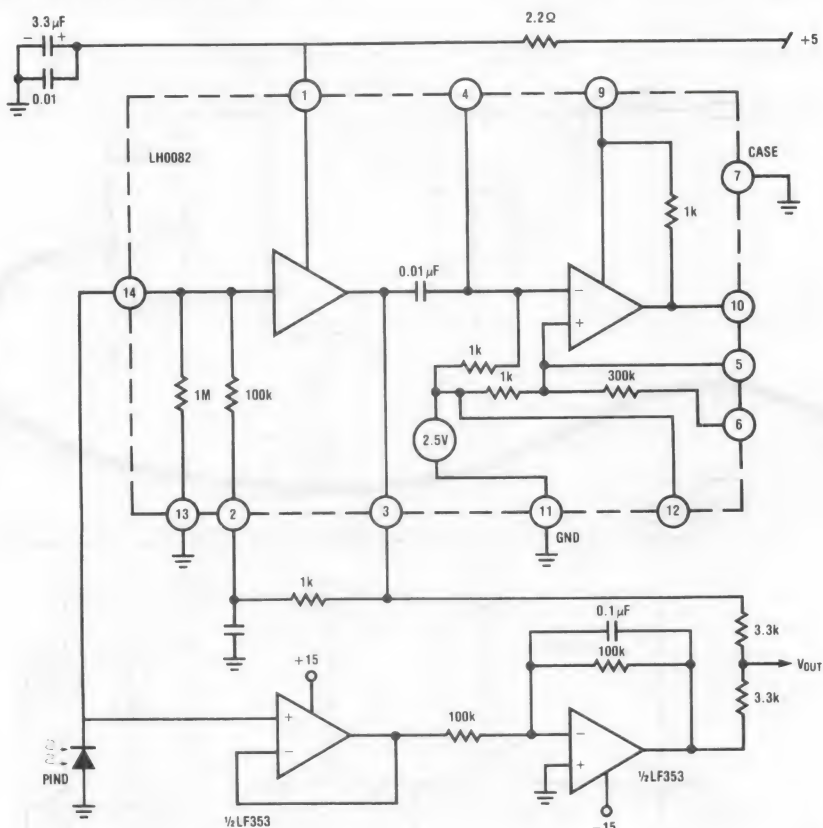 3.3μF
− +
0.01
2.2Ω
+5
1
4
9
LH0082
CASE
7
1k
14
0.01μF
−
+
10
1k
5
1k
300k
6
1M
100k
2.5V
13
2
3
11
12
GND
1k
0.1μF
100k
3.3k
VOUT
3.3k
+15
+
−
100k
−
+
PIND
½LF353
½LF353
−15